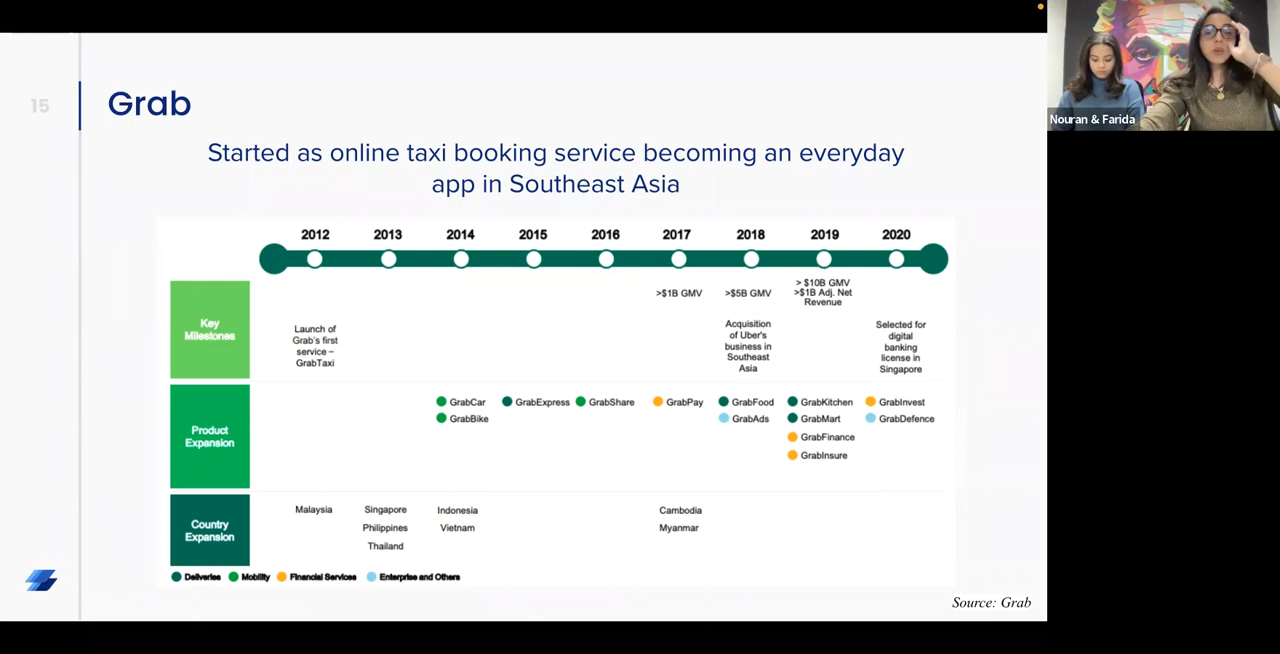 15
Grab
Started as online taxi booking service becoming an everyday
app in Southeast Asia
2012 2013 2014 2015 2016 2017 2018 2019 2020
Key
Milestones
Launch of
Grab's first
service –
GrabTaxi
>$1B GMV
>$5B GMV
Acquisition
of Uber's
business in
Southeast
Asia
> $10B GMV
>$1B Adj. Net
Revenue
Selected for
digital
banking
license in
Singapore
Product
Expansion
GrabCar
GrabBike
GrabExpress
GrabShare
GrabPay
GrabFood
GrabAds
GrabKitchen
GrabMart
GrabFinance
GrabInsure
GrabInvest
GrabDefence
Country
Expansion
Malaysia
Singapore
Philippines
Thailand
Indonesia
Vietnam
Cambodia
Myanmar
Deliveries Mobility Financial Services Enterprise and Others
Source: Grab
Nouran & Farida